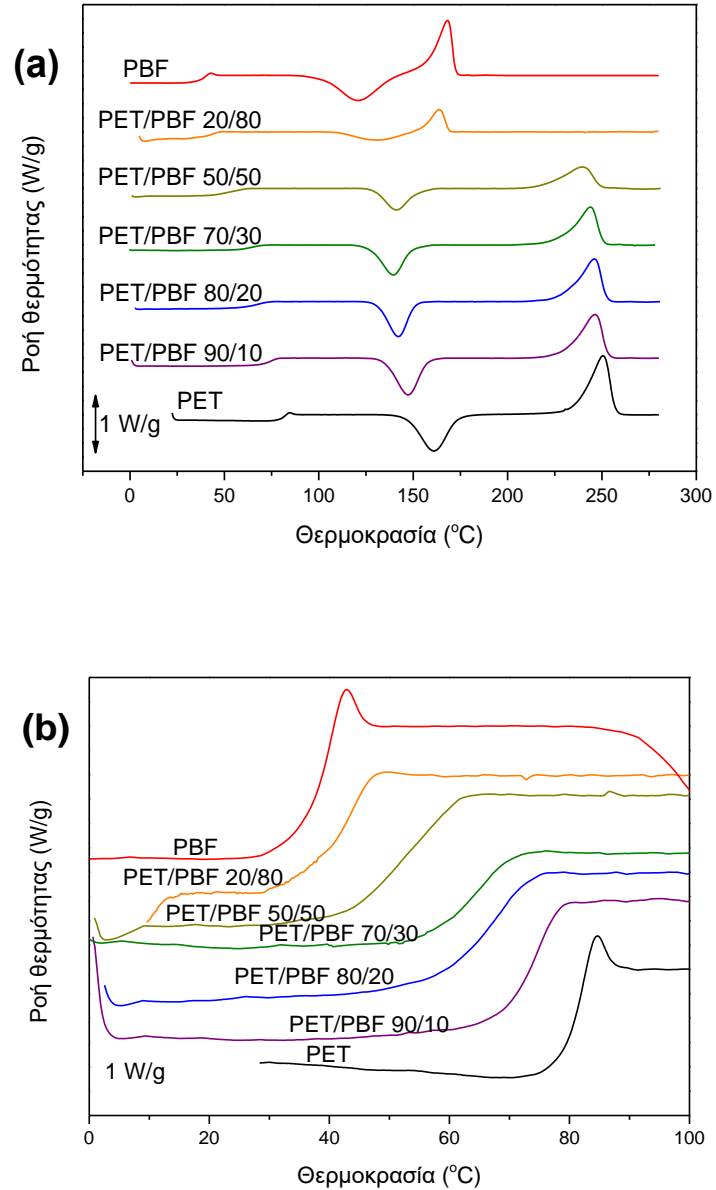 (a)
PBF
PET/PBF 20/80
PET/PBF 50/50
PET/PBF 70/30
PET/PBF 80/20
PET/PBF 90/10
PET
1 W/g
Ροή θερμότητας (W/g)
0 50 100 150 200 250 300
Θερμοκρασία (°C)
(b)
PBF
PET/PBF 20/80
PET/PBF 50/50
PET/PBF 70/30
PET/PBF 80/20
PET/PBF 90/10
PET
1 W/g
Ροή θερμότητας (W/g)
0 20 40 60 80 100
Θερμοκρασία (°C)